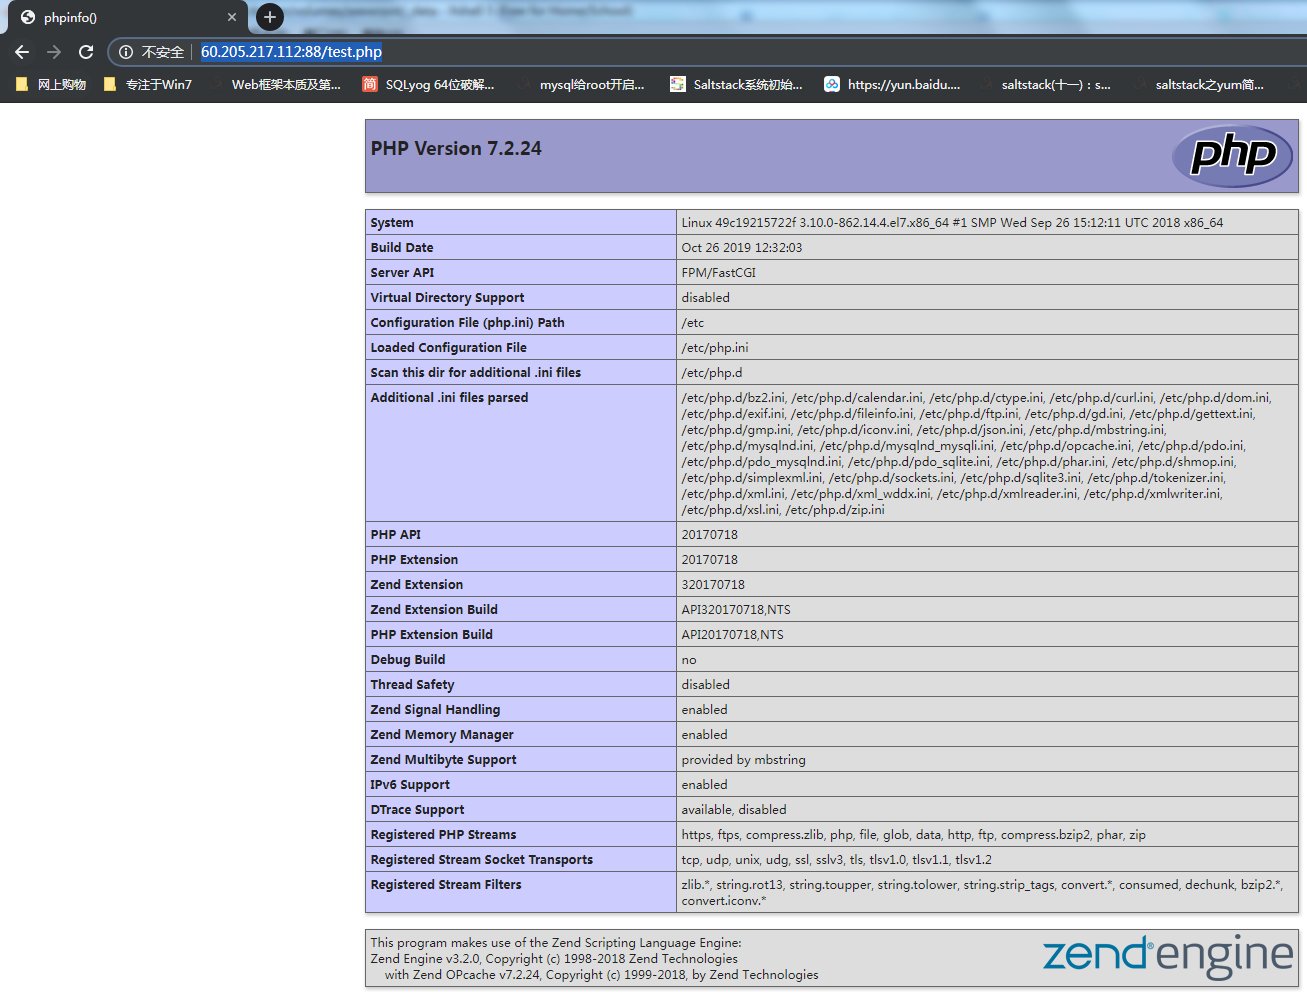 phpinfo()
不安全 60.205.217.112:88/test.php
网上购物 专注于Win7 Web框架本质及第... 简 SQLyog 64位破解... mysql给root开启... Saltstack系统初始... https://yun.baidu.... saltstack(十一)：s... saltstack之yum简...
PHP Version 7.2.24 php
System Linux 49c19215722f 3.10.0-862.14.4.el7.x86_64 #1 SMP Wed Sep 26 15:12:11 UTC 2018 x86_64
Build Date Oct 26 2019 12:32:03
Server API FPM/FastCGI
Virtual Directory Support disabled
Configuration File (php.ini) Path /etc
Loaded Configuration File /etc/php.ini
Scan this dir for additional .ini files /etc/php.d
Additional .ini files parsed /etc/php.d/bz2.ini, /etc/php.d/calendar.ini, /etc/php.d/ctype.ini, /etc/php.d/curl.ini, /etc/php.d/dom.ini,
/etc/php.d/exif.ini, /etc/php.d/fileinfo.ini, /etc/php.d/ftp.ini, /etc/php.d/gd.ini, /etc/php.d/gettext.ini,
/etc/php.d/gmp.ini, /etc/php.d/iconv.ini, /etc/php.d/json.ini, /etc/php.d/mbstring.ini,
/etc/php.d/mysqlnd.ini, /etc/php.d/mysqlnd_mysqli.ini, /etc/php.d/opcache.ini, /etc/php.d/pdo.ini,
/etc/php.d/pdo_mysqlnd.ini, /etc/php.d/pdo_sqlite.ini, /etc/php.d/phar.ini, /etc/php.d/shmop.ini,
/etc/php.d/simplexml.ini, /etc/php.d/sockets.ini, /etc/php.d/sqlite3.ini, /etc/php.d/tokenizer.ini,
/etc/php.d/xml.ini, /etc/php.d/xml_wddx.ini, /etc/php.d/xmlreader.ini, /etc/php.d/xmlwriter.ini,
/etc/php.d/xsl.ini, /etc/php.d/zip.ini
PHP API 20170718
PHP Extension 20170718
Zend Extension 320170718
Zend Extension Build API320170718,NTS
PHP Extension Build API20170718,NTS
Debug Build no
Thread Safety disabled
Zend Signal Handling enabled
Zend Memory Manager enabled
Zend Multibyte Support provided by mbstring
IPv6 Support enabled
DTrace Support available, disabled
Registered PHP Streams https, ftps, compress.zlib, php, file, glob, data, http, ftp, compress.bzip2, phar, zip
Registered Stream Socket Transports tcp, udp, unix, udg, ssl, sslv3, tls, tlsv1.0, tlsv1.1, tlsv1.2
Registered Stream Filters zlib.*, string.rot13, string.toupper, string.tolower, string.strip_tags, convert.*, consumed, dechunk, bzip2.*,
convert.iconv.*
This program makes use of the Zend Scripting Language Engine:
Zend Engine v3.2.0, Copyright (c) 1998-2018 Zend Technologies
with Zend OPcache v7.2.24, Copyright (c) 1999-2018, by Zend Technologies
zend® engine